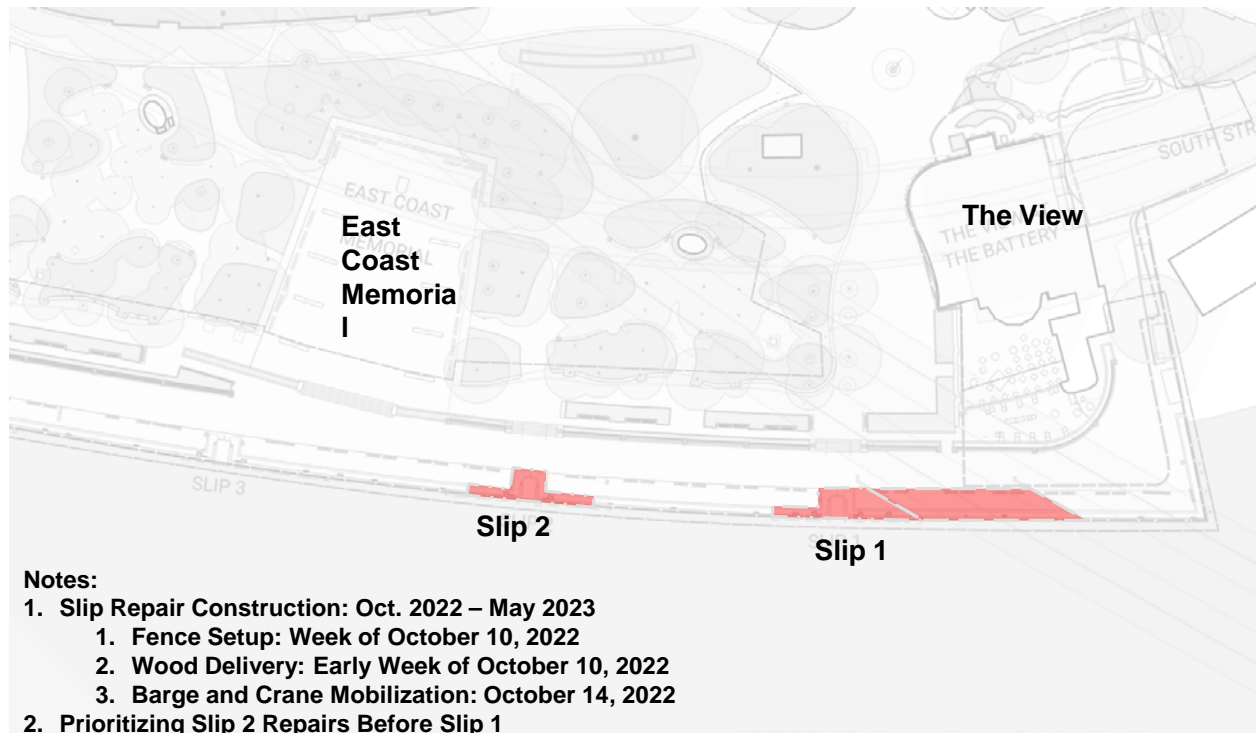 SOUTH STR
The View
THE VIEW
THE BATTERY
EAST COAST
MEMORIAL
East
Coast
Memoria
l
SLIP 3
Slip 2
SLIP 1
Slip 1
Notes:
1. Slip Repair Construction: Oct. 2022 – May 2023
1. Fence Setup: Week of October 10, 2022
2. Wood Delivery: Early Week of October 10, 2022
3. Barge and Crane Mobilization: October 14, 2022
2. Prioritizing Slip 2 Repairs Before Slip 1